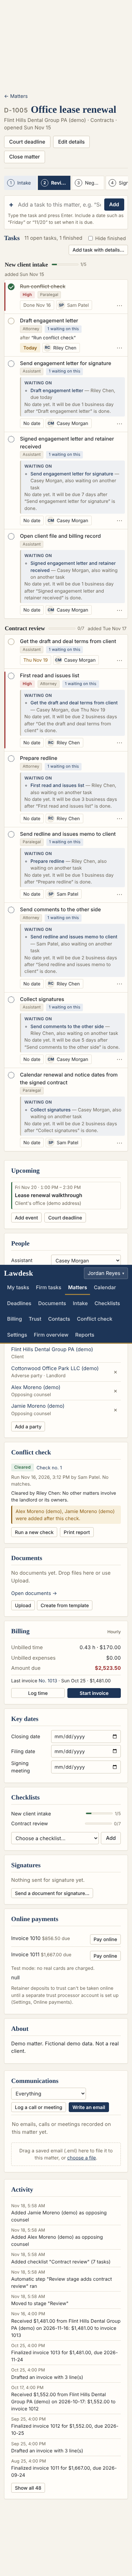 ← Matters
D-1005 Office lease renewal
Flint Hills Dental Group PA (demo) · Contracts ·
opened Sun Nov 15
Court deadline
Edit details
Close matter
1 Intake
2 Revi...
3 Neg...
4 Sign
+ Add a task to this matter, e.g. "S
Add
Type the task and press Enter. Include a date such as
"Friday" or "11/20" to set when it is due.
Tasks 11 open tasks, 1 finished
Hide finished
Add task with details...
New client intake 1/5
added Sun Nov 15
Run conflict check
High Paralegal
Done Nov 16 SP Sam Patel ...
Draft engagement letter
Attorney 1 waiting on this
after "Run conflict check"
Today RC Riley Chen ...
Send engagement letter for signature
Assistant 1 waiting on this
WAITING ON
• Draft engagement letter — Riley Chen,
due today
No date yet. It will be due 1 business day
after "Draft engagement letter" is done.
No date CM Casey Morgan ...
Signed engagement letter and retainer
received
Assistant 1 waiting on this
WAITING ON
• Send engagement letter for signature —
Casey Morgan, also waiting on another
task
No date yet. It will be due 7 days after
"Send engagement letter for signature" is
done.
No date CM Casey Morgan ...
Open client file and billing record
Assistant
WAITING ON
• Signed engagement letter and retainer
received — Casey Morgan, also waiting
on another task
No date yet. It will be due 1 business day
after "Signed engagement letter and
retainer received" is done.
No date CM Casey Morgan ...
Contract review 0/7 added Tue Nov 17
Get the draft and deal terms from client
Assistant 1 waiting on this
Thu Nov 19 CM Casey Morgan ...
First read and issues list
High Attorney 1 waiting on this
WAITING ON
• Get the draft and deal terms from client
— Casey Morgan, due Thu Nov 19
No date yet. It will be due 2 business days
after "Get the draft and deal terms from
client" is done.
No date RC Riley Chen ...
Prepare redline
Attorney 1 waiting on this
WAITING ON
• First read and issues list — Riley Chen,
also waiting on another task
No date yet. It will be due 3 business days
after "First read and issues list" is done.
No date RC Riley Chen ...
Send redline and issues memo to client
Paralegal 1 waiting on this
WAITING ON
• Prepare redline — Riley Chen, also
waiting on another task
No date yet. It will be due 1 business day
after "Prepare redline" is done.
No date SP Sam Patel ...
Send comments to the other side
Attorney 1 waiting on this
WAITING ON
• Send redline and issues memo to client
— Sam Patel, also waiting on another
task
No date yet. It will be due 2 business days
after "Send redline and issues memo to
client" is done.
No date RC Riley Chen ...
Collect signatures
Assistant 1 waiting on this
WAITING ON
• Send comments to the other side —
Riley Chen, also waiting on another task
No date yet. It will be due 5 days after
"Send comments to the other side" is done.
No date CM Casey Morgan ...
Calendar renewal and notice dates from
the signed contract
Paralegal
WAITING ON
• Collect signatures — Casey Morgan, also
waiting on another task
No date yet. It will be due 2 business days
after "Collect signatures" is done.
No date SP Sam Patel ...
Upcoming
Fri Nov 20 · 1:00 PM – 2:30 PM
Lease renewal walkthrough
Client's office (demo address)
Add event
Court deadline
People
Assistant Casey Morgan
Lawdesk
Jordan Reyes
My tasks Firm tasks Matters Calendar
Deadlines Documents Intake Checklists
Billing Trust Contacts Conflict check
Settings Firm overview Reports
Flint Hills Dental Group PA (demo)
Client
Cottonwood Office Park LLC (demo) ×
Adverse party · Landlord
Alex Moreno (demo) ×
Opposing counsel
Jamie Moreno (demo) ×
Opposing counsel
Add a party
Conflict check
Cleared Check no. 1
Run Nov 16, 2026, 3:12 PM by Sam Patel. No
matches.
Cleared by Riley Chen. No other matters involve
the landlord or its owners.
Alex Moreno (demo), Jamie Moreno (demo)
were added after this check.
Run a new check
Print report
Documents
No documents yet. Drop files here or use
Upload.
Open documents →
Upload
Create from template
Billing Hourly
Unbilled time 0.43 h · $170.00
Unbilled expenses $0.00
Amount due $2,523.50
Last invoice No. 1013 · Sun Oct 25 · $1,481.00
Log time
Start invoice
Key dates
Closing date mm/dd/yyyy
Filing date mm/dd/yyyy
Signing
meeting mm/dd/yyyy
Checklists
New client intake 1/5
Contract review 0/7
Choose a checklist...
Add
Signatures
Nothing sent for signature yet.
Send a document for signature...
Online payments
Invoice 1010 $856.50 due Pay online
Invoice 1011 $1,667.00 due Pay online
Test mode: no real cards are charged.
null
Retainer deposits to trust can't be taken online
until a separate trust processor account is set up
(Settings, Online payments).
About
Demo matter. Fictional demo data. Not a real
client.
Communications
Everything
Log a call or meeting
Write an email
No emails, calls or meetings recorded on
this matter yet.
Drag a saved email (.eml) here to file it to
this matter, or choose a file.
Activity
Nov 18, 5:58 AM
Added Jamie Moreno (demo) as opposing
counsel
Nov 18, 5:58 AM
Added Alex Moreno (demo) as opposing
counsel
Nov 18, 5:58 AM
Added checklist "Contract review" (7 tasks)
Nov 18, 5:58 AM
Automatic step "Review stage adds contract
review" ran
Nov 18, 5:58 AM
Moved to stage "Review"
Nov 16, 4:00 PM
Received $1,481.00 from Flint Hills Dental Group
PA (demo) on 2026-11-16: $1,481.00 to invoice
1013
Oct 25, 4:00 PM
Finalized invoice 1013 for $1,481.00, due 2026-
11-24
Oct 25, 4:00 PM
Drafted an invoice with 3 line(s)
Oct 17, 4:00 PM
Received $1,552.00 from Flint Hills Dental
Group PA (demo) on 2026-10-17: $1,552.00 to
invoice 1012
Sep 25, 4:00 PM
Finalized invoice 1012 for $1,552.00, due 2026-
10-25
Sep 25, 4:00 PM
Drafted an invoice with 3 line(s)
Aug 25, 4:00 PM
Finalized invoice 1011 for $1,667.00, due 2026-
09-24
Show all 48